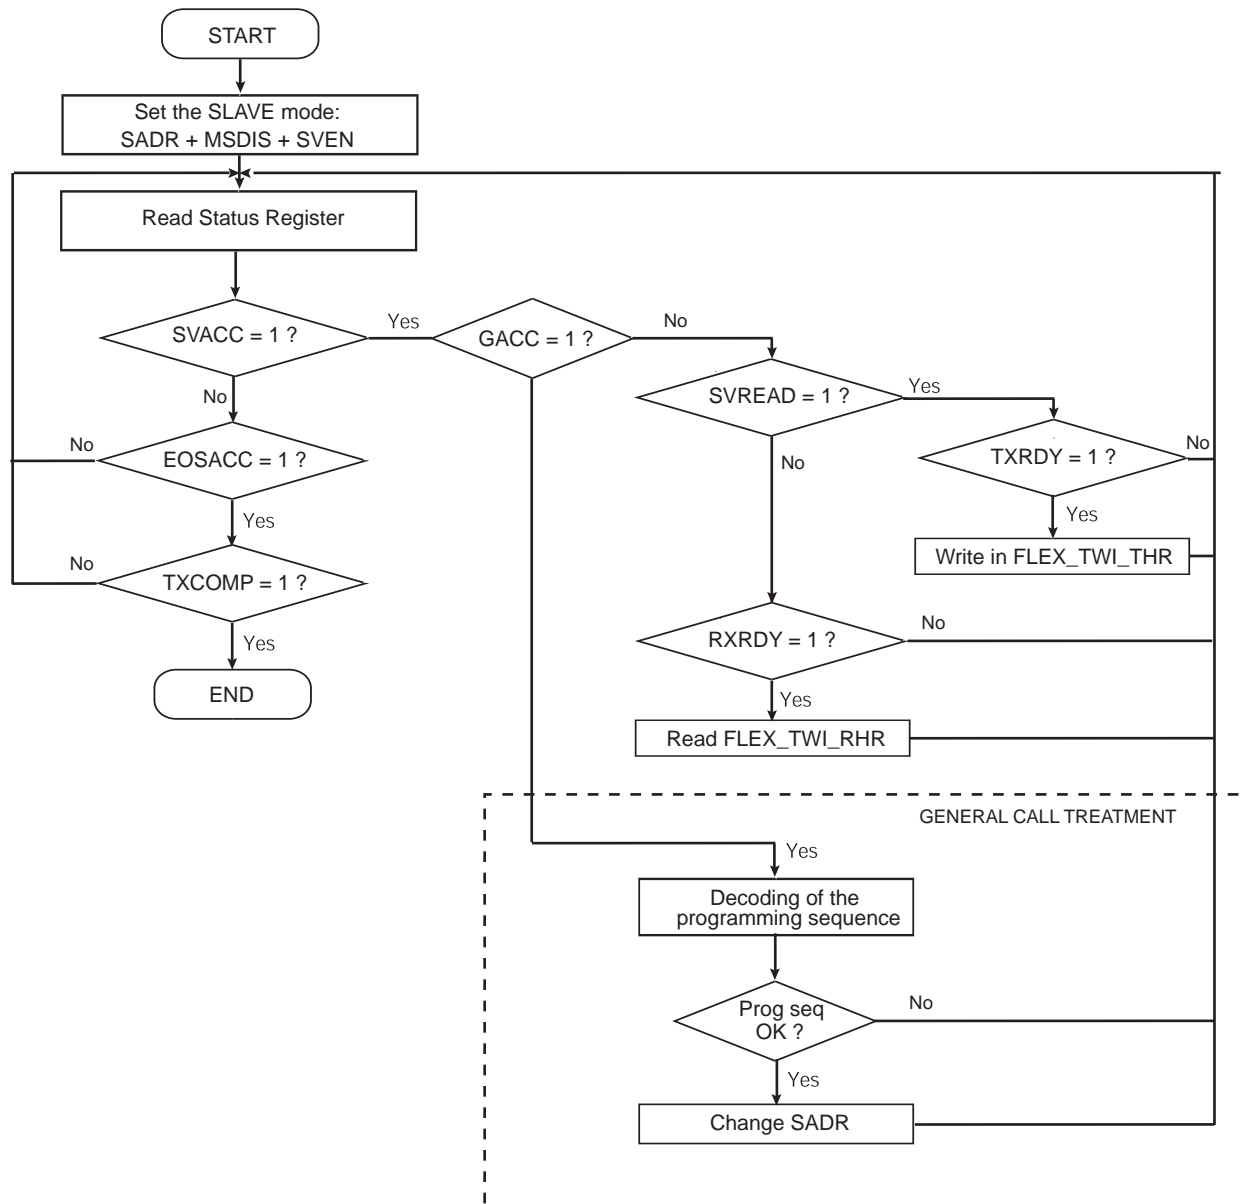 START
Set the SLAVE mode:
SADR + MSDIS + SVEN
Read Status Register
SVACC = 1 ?
Yes
GACC = 1 ?
No
SVREAD = 1 ?
Yes
No
No
EOSACC = 1 ?
No
TXRDY = 1 ?
No
Yes
Yes
Write in FLEX_TWI_THR
No
TXCOMP = 1 ?
Yes
END
RXRDY = 1 ?
No
Yes
Read FLEX_TWI_RHR
GENERAL CALL TREATMENT
Yes
Decoding of the
programming sequence
Prog seq
OK ?
No
Yes
Change SADR